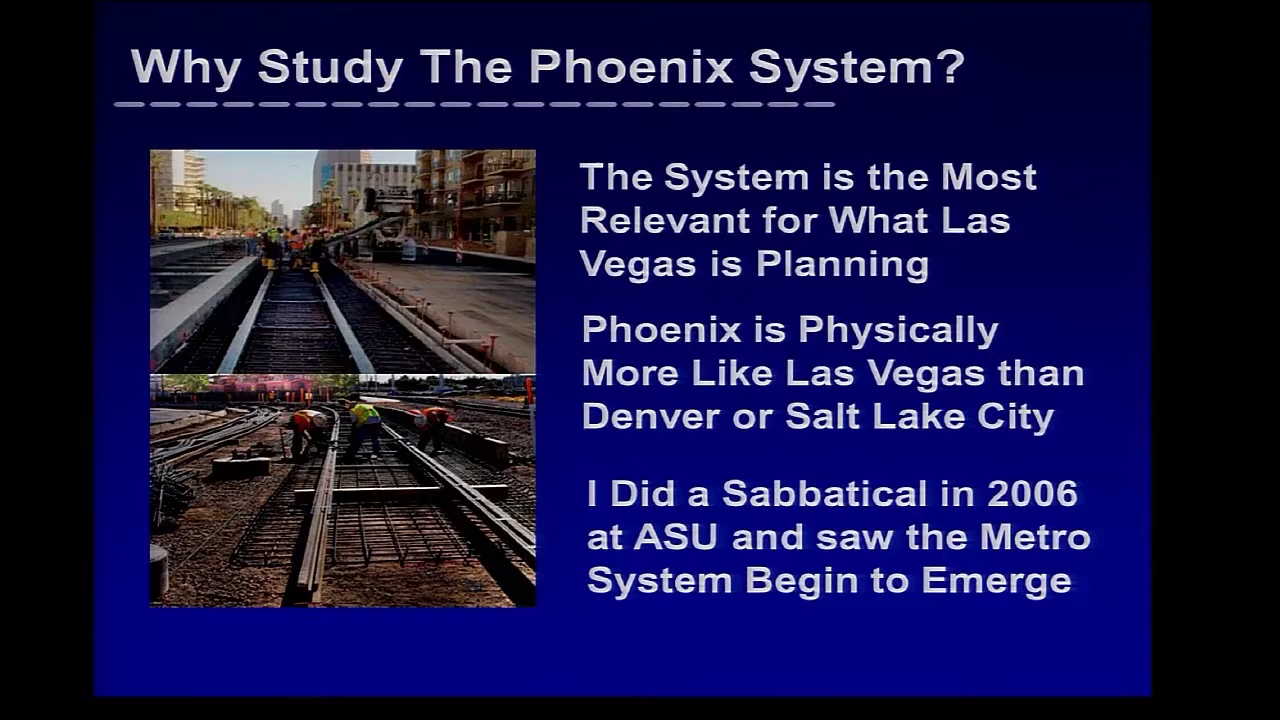 Why Study The Phoenix System?
The System is the Most
Relevant for What Las
Vegas is Planning
Phoenix is Physically
More Like Las Vegas than
Denver or Salt Lake City
I Did a Sabbatical in 2006
at ASU and saw the Metro
System Begin to Emerge